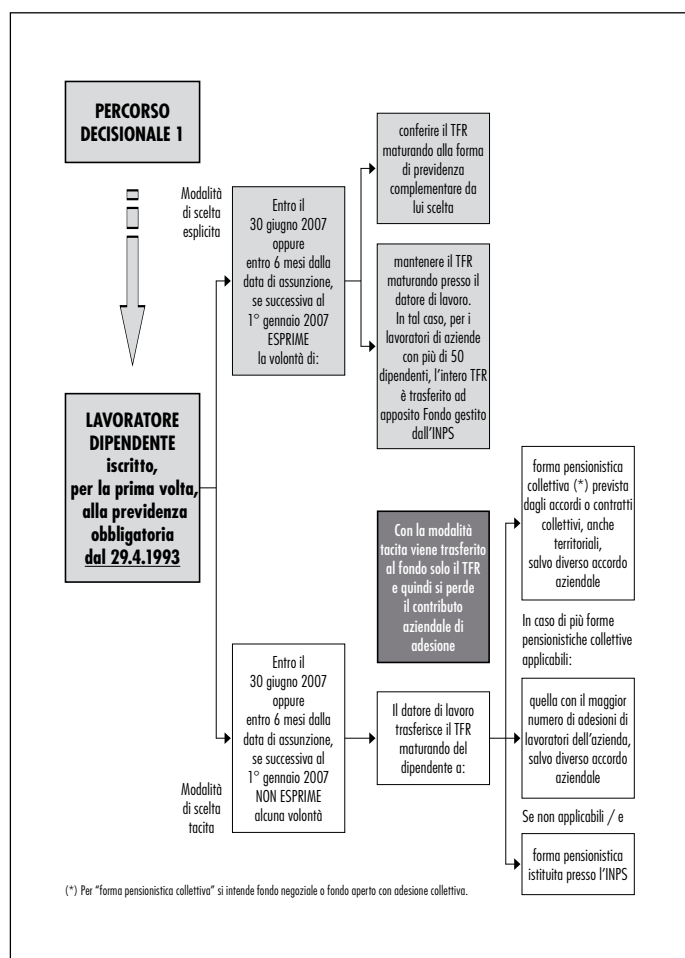 PERCORSO
DECISIONALE 1
Modalità
di scelta
esplicita
Entro il
30 giugno 2007
oppure
entro 6 mesi dalla
data di assunzione,
se successiva al
1° gennaio 2007
ESPRIME
la volontà di:
conferire il TFR
maturando alla forma
di previdenza
complementare da
lui scelta
mantenere il TFR
maturando presso il
datore di lavoro.
In tal caso, per i
lavoratori di aziende
con più di 50
dipendenti, l'intero TFR
è trasferito ad
apposito Fondo gestito
dall'INPS
LAVORATORE
DIPENDENTE
iscritto,
per la prima volta,
alla previdenza
obbligatoria
dal 29.4.1993
Con la modalità
tacita viene trasferito
al fondo solo il TFR
e quindi si perde
il contributo
aziendale di
adesione
Modalità
di scelta
tacita
Entro il
30 giugno 2007
oppure
entro 6 mesi dalla
data di assunzione,
se successiva al
1° gennaio 2007
NON ESPRIME
alcuna volontà
Il datore di lavoro
trasferisce il TFR
maturando del
dipendente a:
forma pensionistica
collettiva (*) prevista
dagli accordi o contratti
collettivi, anche
territoriali,
salvo diverso accordo
aziendale
In caso di più forme
pensionistiche collettive
applicabili:
quella con il maggior
numero di adesioni di
lavoratori dell'azienda,
salvo diverso accordo
aziendale
Se non applicabili / e
forma pensionistica
istituita presso l'INPS
(*) Per "forma pensionistica collettiva" si intende fondo negoziale o fondo aperto con adesione collettiva.